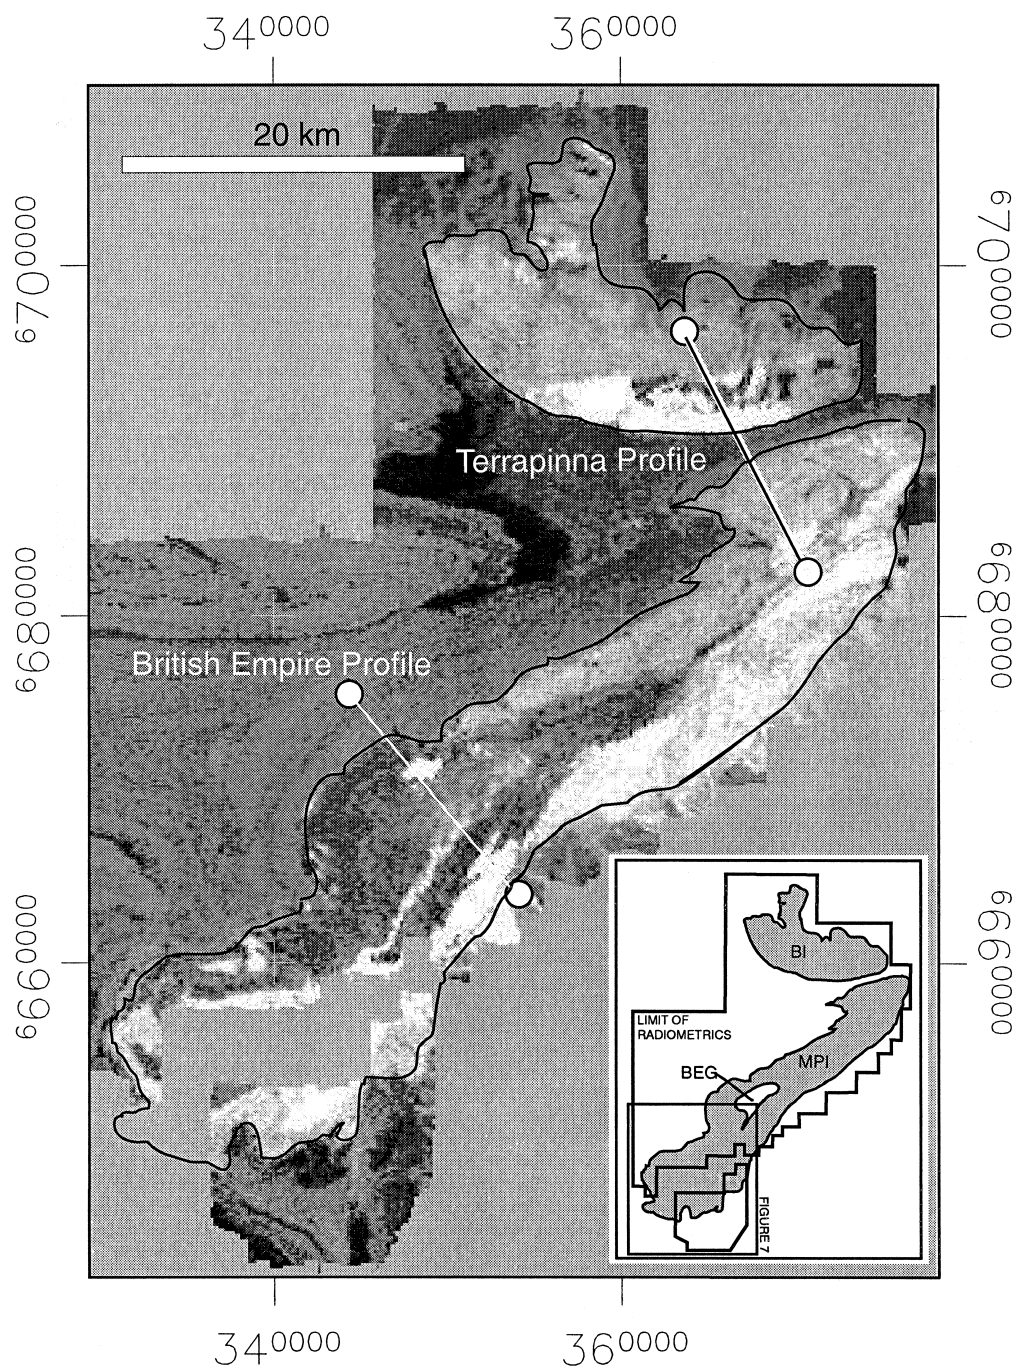 340000
360000
20 km
6700000
6700000
Terrapinna Profile
6680000
6680000
British Empire Profile
6660000
6660000
BI
LIMIT OF
RADIOMETRICS
MPI
BEG
FIGURE 7
340000
360000